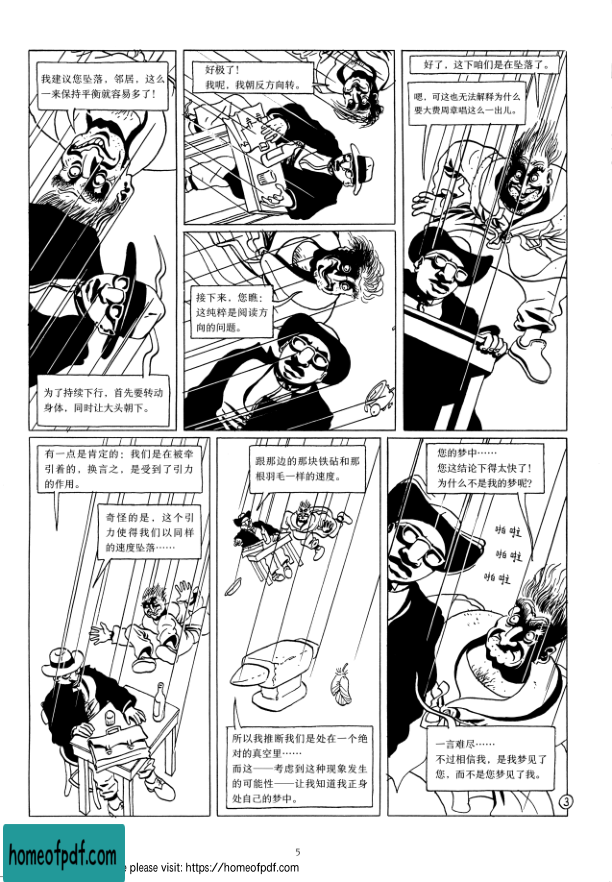 我建议您坠落，邻居，这么
一来保持平衡就容易多了！
为了持续下行，首先要转动
身体，同时让大头朝下。
好极了！
我呢，我朝反方向转。
接下来，您瞧：
这纯粹是阅读方
向的问题。
好了，这下咱们是在坠落了。
嗯，可这也无法解释为什么
要大费周章唱这么一出儿。
有一点是肯定的：我们是在被牵
引着的，换言之，是受到了引力
的作用。
奇怪的是，这个引
力使得我们以同样
的速度坠落……
跟那边的那块铁砧和那
根羽毛一样的速度。
所以我推断我们是处在一个绝
对的真空里……
而这——考虑到这种现象发生
的可能性——让我知道我正身
处自己的梦中。
您的梦中……
您这结论下得太快了！
为什么不是我的梦呢？
啪嗒
啪嗒
啪嗒
一言难尽……
不过相信我，是我梦见了
您，而不是您梦见了我。
3
5
homeofpdf.com
e please visit: https://homeofpdf.com